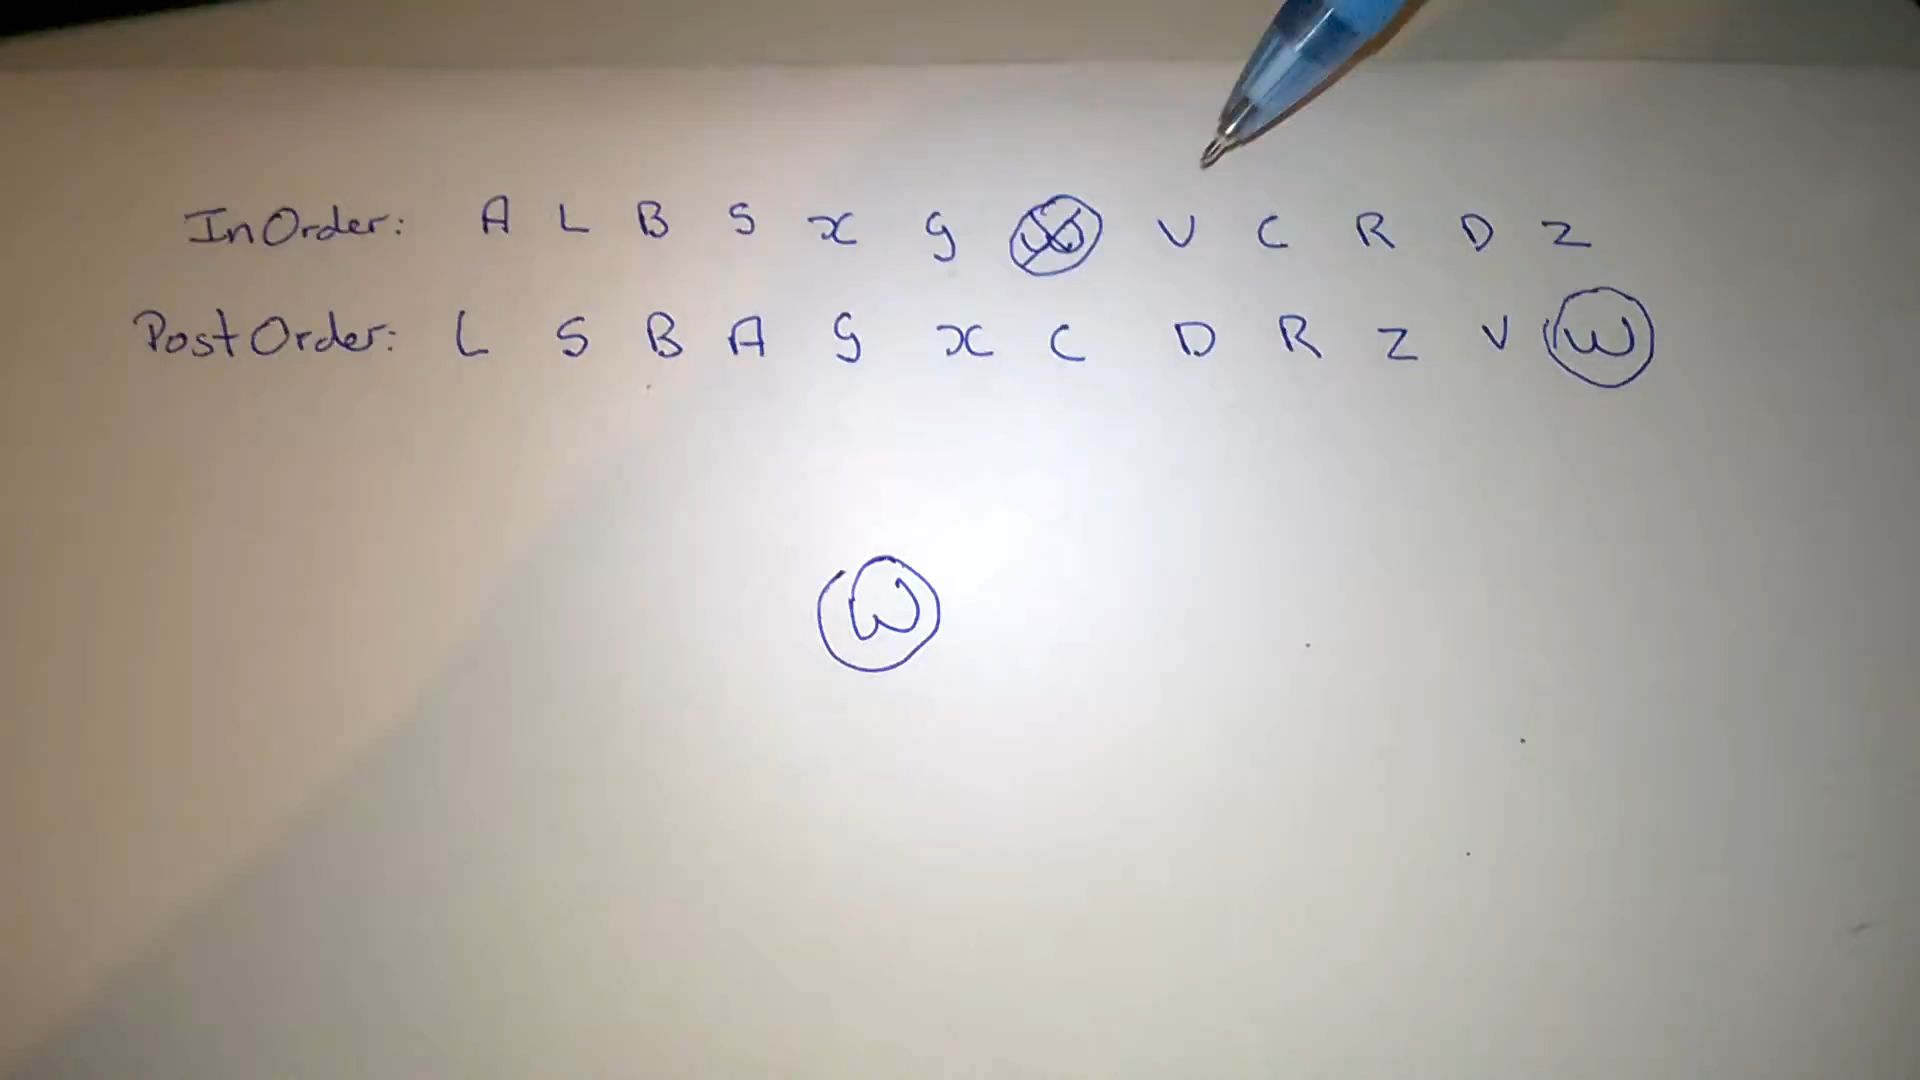 InOrder: A L B S x g W V C R D Z
PostOrder: L S B A g x C D R Z V W
W